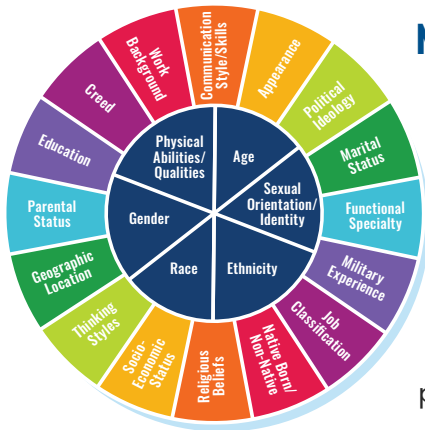 Communication
Style/Skills
Appearance
Political
Ideology
Marital
Status
Functional
Specialty
Military
Experience
Job
Classification
Native Born/
Non-Native
Religious
Beliefs
Socio-
Economic
Status
Thinking
Styles
Geographic
Location
Parental
Status
Education
Creed
Work
Background
Physical
Abilities/
Qualities
Age
Sexual
Orientation/
Identity
Ethnicity
Race
Gender